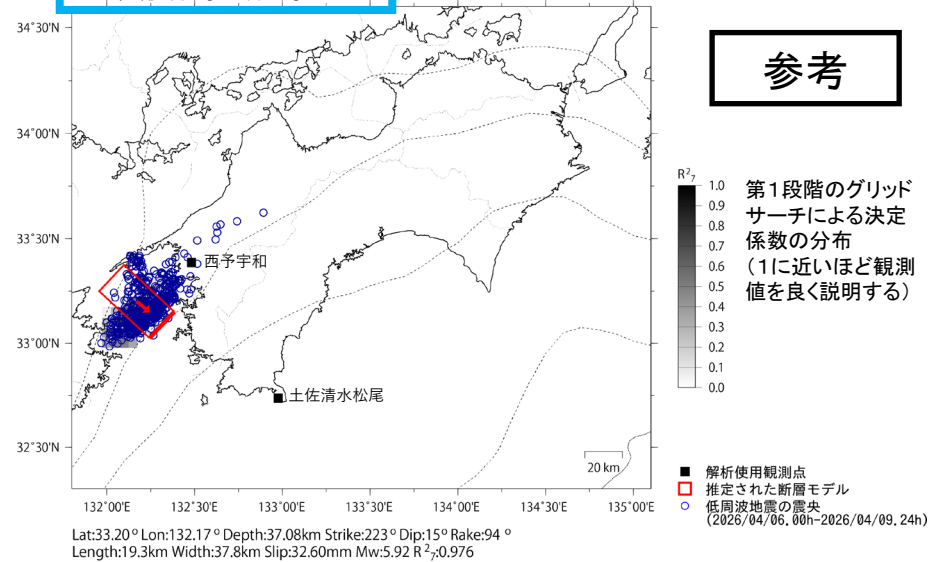 34°30'N
参考
34°00'N
R²₇
1.0
0.9
0.8
0.7
0.6
0.5
0.4
0.3
0.2
0.1
0.0
第1段階のグリッド
サーチによる決定
係数の分布
(1に近いほど観測
値を良く説明する)
33°30'N
西予宇和
33°00'N
土佐清水松尾
32°30'N
20 km
132°00'E 132°30'E 133°00'E 133°30'E 134°00'E 134°30'E 135°00'E
解析使用観測点
推定された断層モデル
低周波地震の震央
(2026/04/06.00h-2026/04/09.24h)
Lat:33.20° Lon:132.17° Depth:37.08km Strike:223° Dip:15° Rake:94 °
Length:19.3km Width:37.8km Slip:32.60mm Mw:5.92 R²₇:0.976